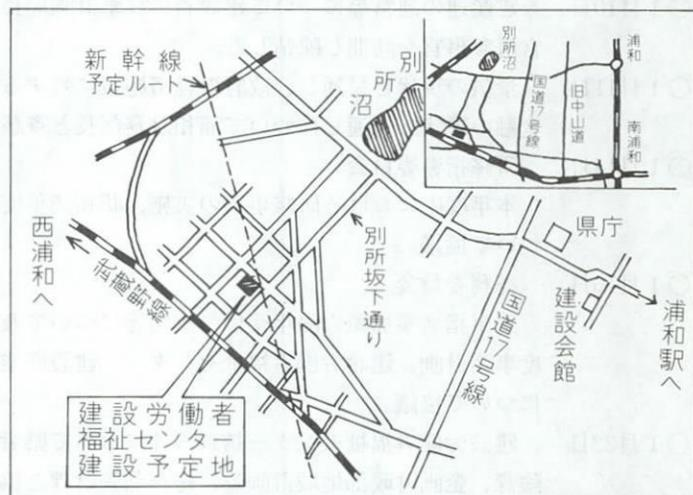 新幹線
予定ルート
別所沼
別所沼
国道17号線
旧中山道
浦和
南浦和
西浦和へ
武蔵野線
別所坂下通り
県庁
建設会館
国道17号線
浦和駅へ
建設労働者
福祉センター
建設予定地